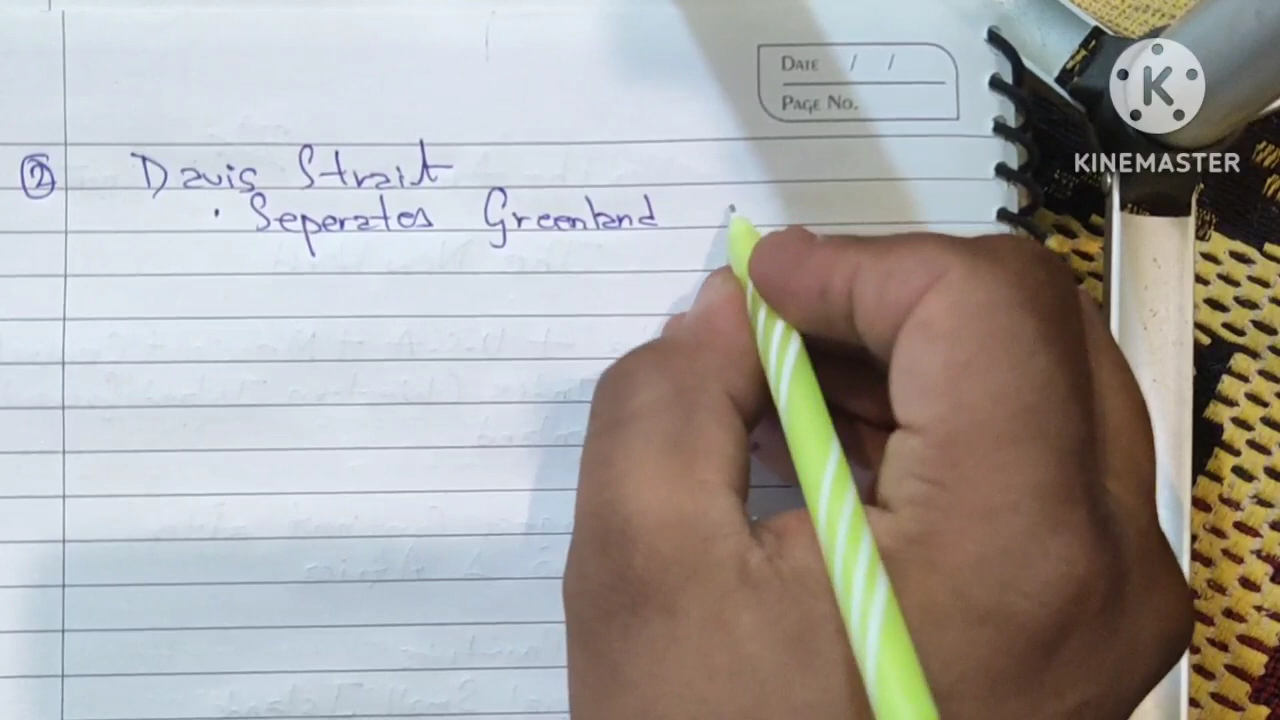 DATE / /
PAGE NO.
K
KINEMASTER
② Davis Strait
· Seperates Greenland